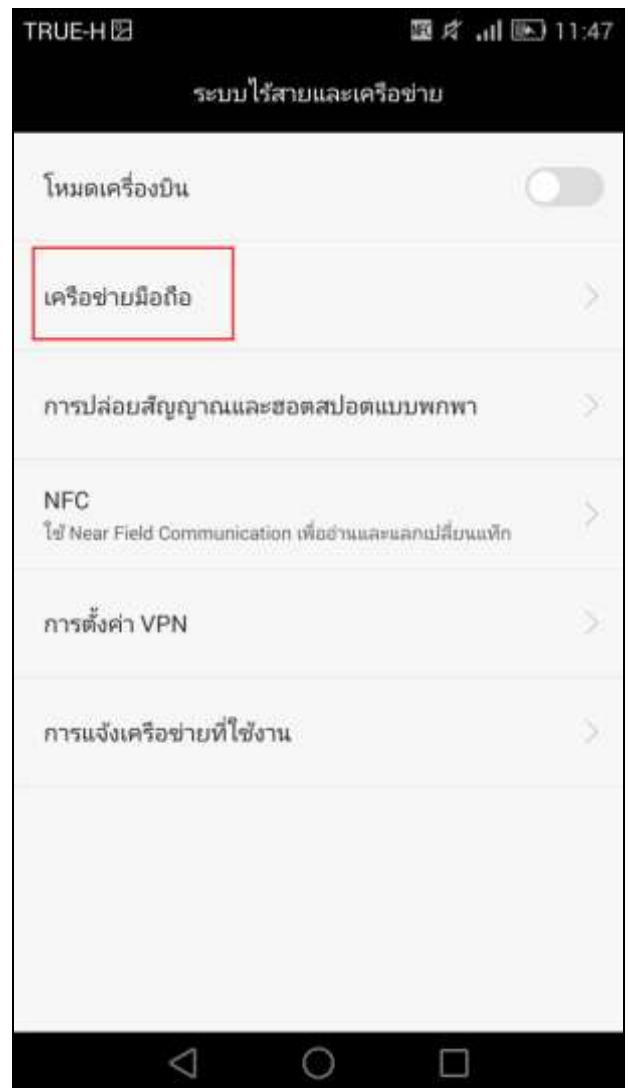 TRUE-H 11:47
ระบบไร้สายและเครือข่าย
โหมดเครื่องบิน
เครือข่ายมือถือ
การปล่อยสัญญาณและฮอตสปอตแบบพกพา
NFC
ใช้ Near Field Communication เพื่ออ่านและแลกเปลี่ยนแท็ก
การตั้งค่า VPN
การแจ้งเครือข่ายที่ใช้งาน